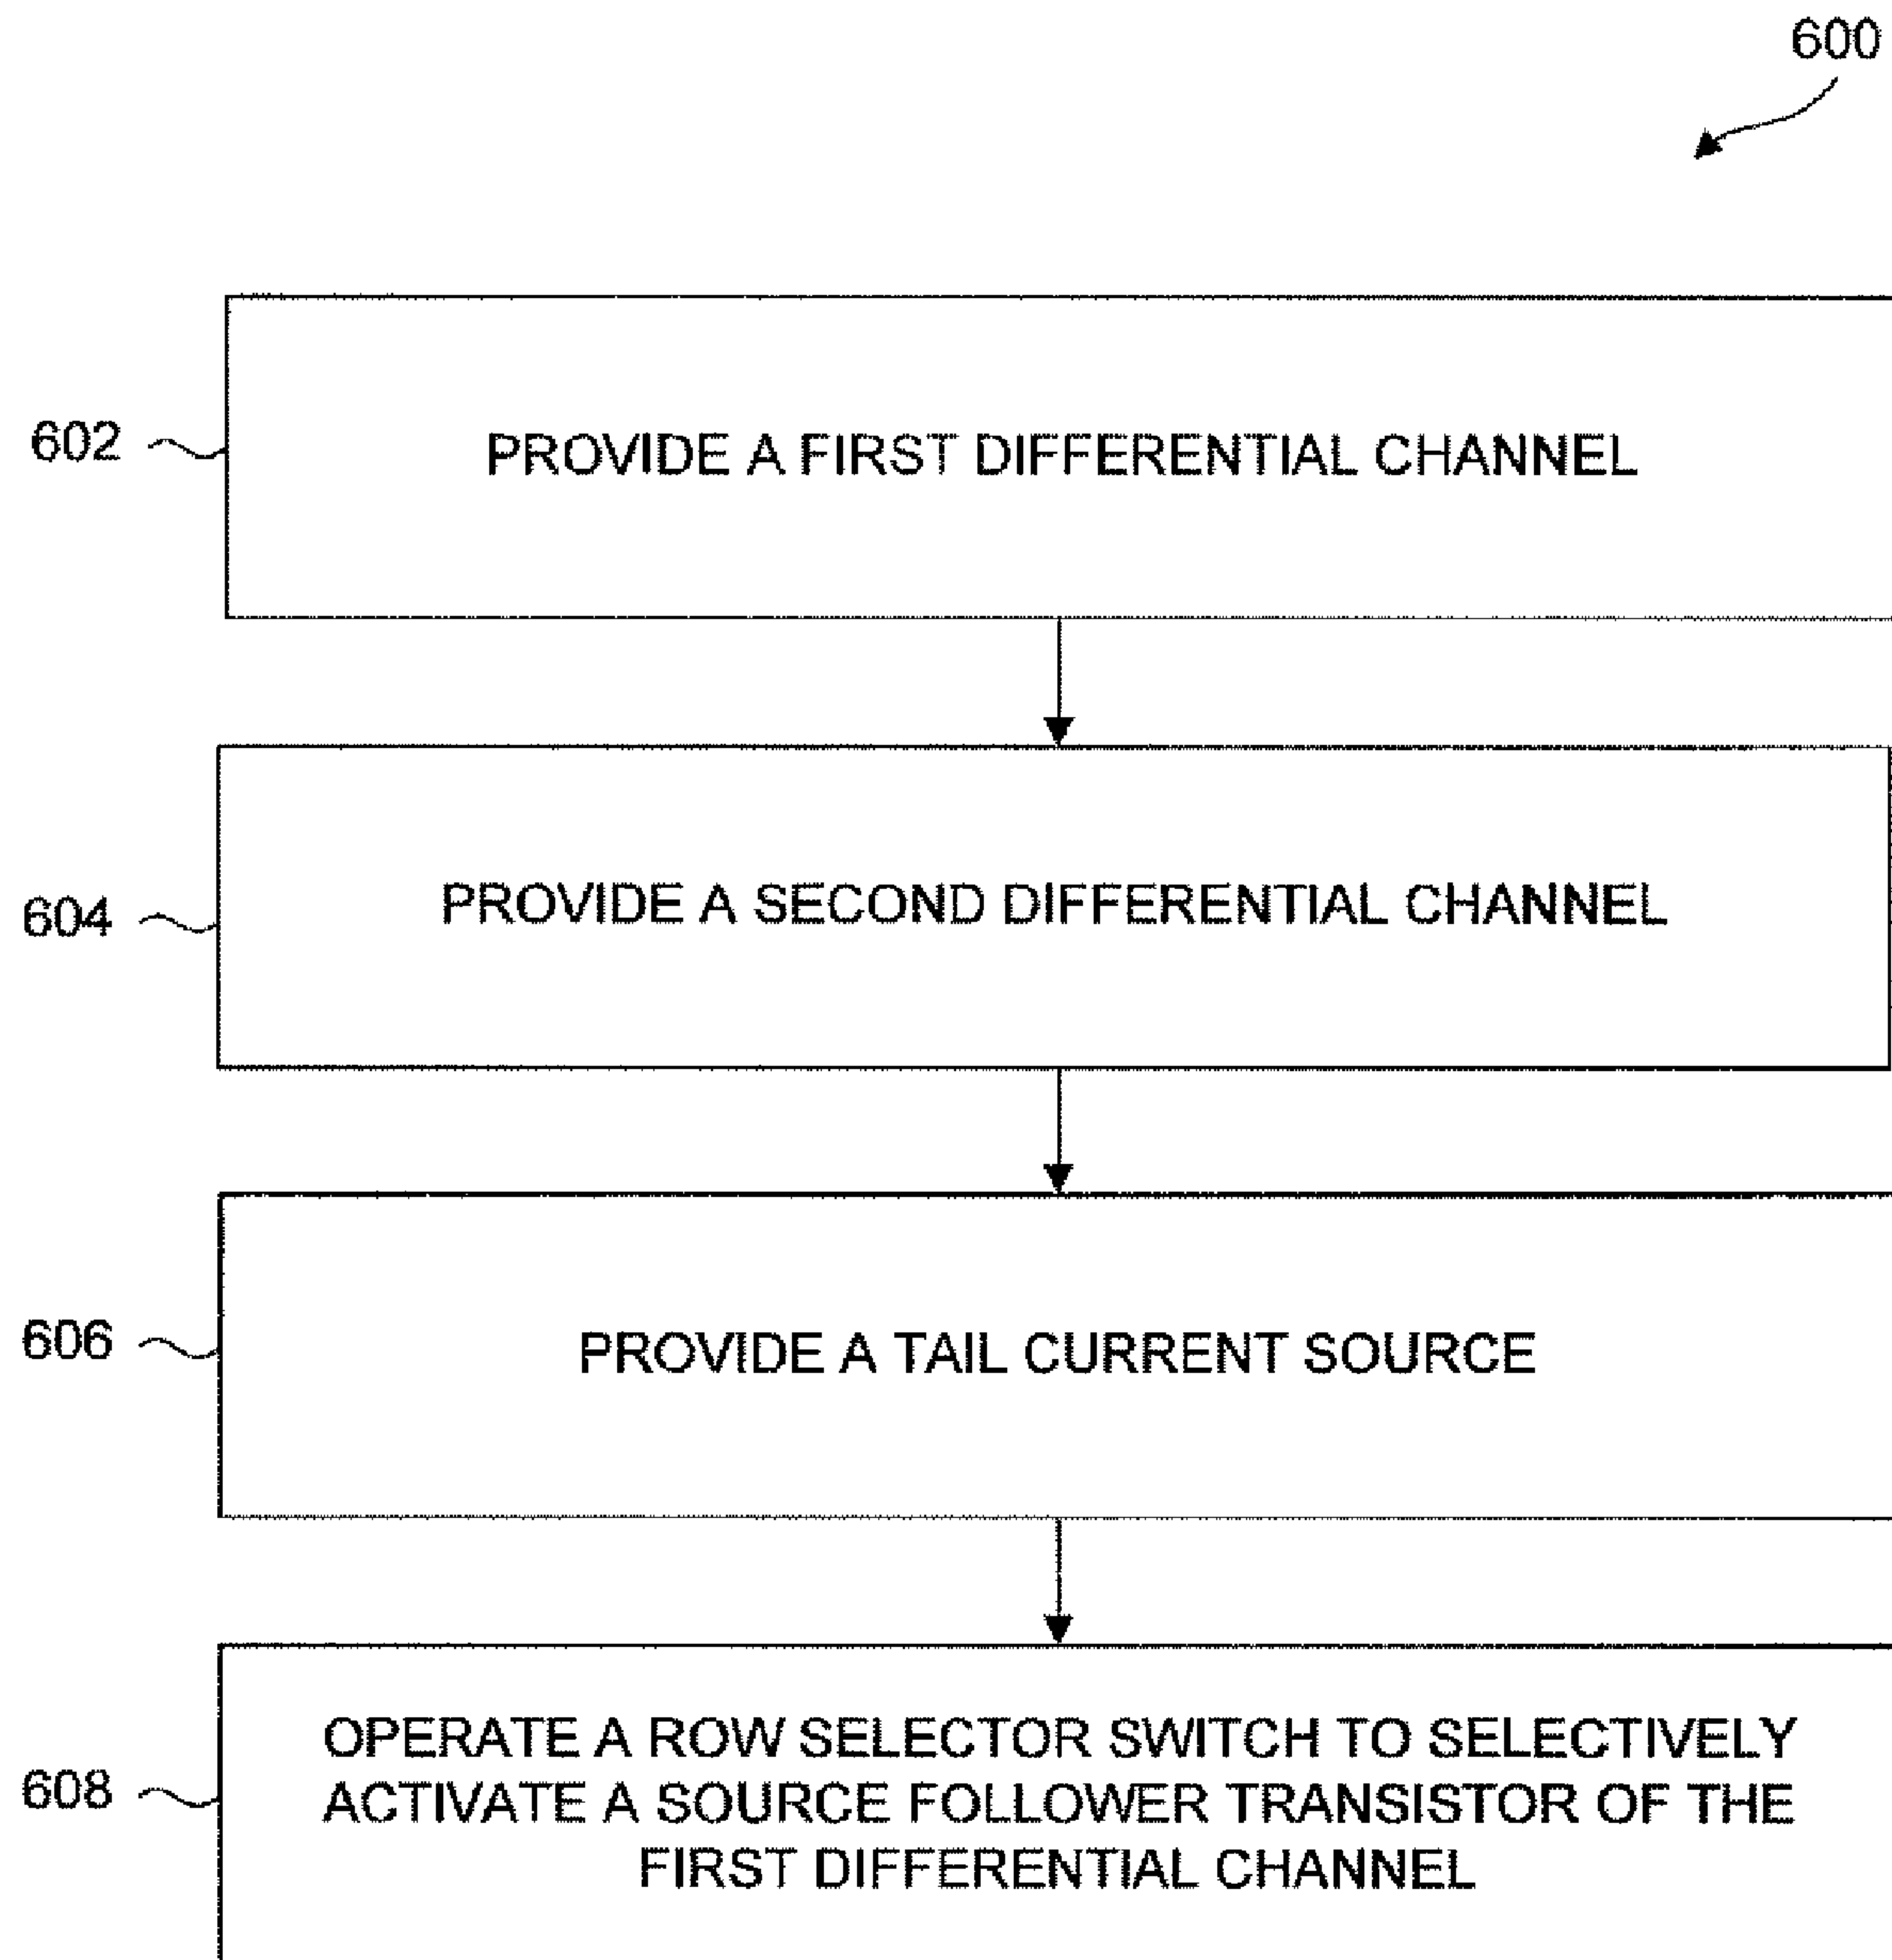 600
602
PROVIDE A FIRST DIFFERENTIAL CHANNEL
604
PROVIDE A SECOND DIFFERENTIAL CHANNEL
606
PROVIDE A TAIL CURRENT SOURCE
608
OPERATE A ROW SELECTOR SWITCH TO SELECTIVELY
ACTIVATE A SOURCE FOLLOWER TRANSISTOR OF THE
FIRST DIFFERENTIAL CHANNEL